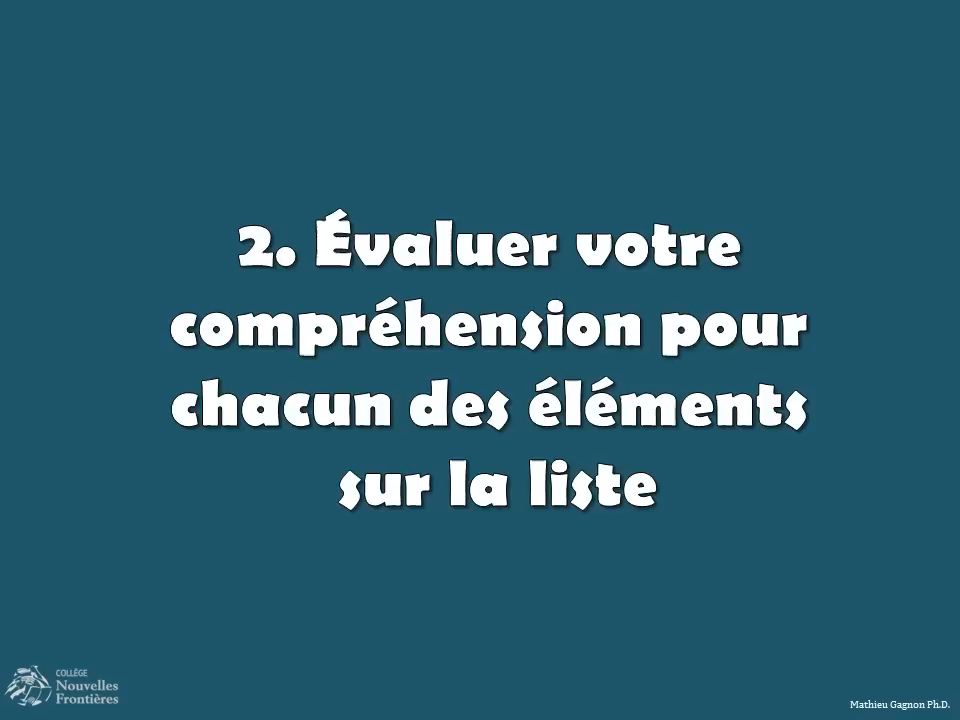 2. Évaluer votre
compréhension pour
chacun des éléments
sur la liste
COLLÈGE
Nouvelles
Frontières
Mathieu Gagnon Ph.D.